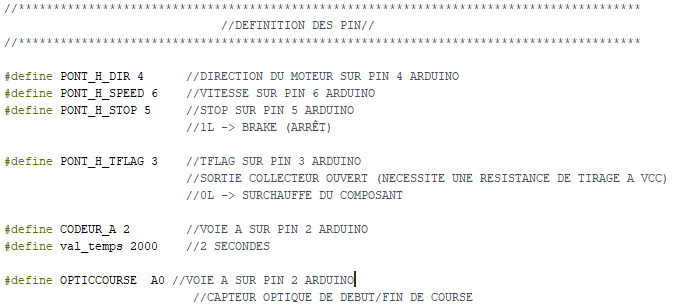 //*****************************************************************************************
//DEFINITION DES PIN//
//*****************************************************************************************
#define PONT_H_DIR 4 //DIRECTION DU MOTEUR SUR PIN 4 ARDUINO
#define PONT_H_SPEED 6 //VITESSE SUR PIN 6 ARDUINO
#define PONT_H_STOP 5 //STOP SUR PIN 5 ARDUINO
//1L -> BRAKE (ARRÊT)
#define PONT_H_TFLAG 3 //TFLAG SUR PIN 3 ARDUINO
//SORTIE COLLECTEUR OUVERT (NECESSITE UNE RESISTANCE DE TIRAGE A VCC)
//0L -> SURCHAUFFE DU COMPOSANT
#define CODEUR_A 2 //VOIE A SUR PIN 2 ARDUINO
#define val_temps 2000 //2 SECONDES
#define OPTICCOURSE A0 //VOIE A SUR PIN 2 ARDUINO
//CAPTEUR OPTIQUE DE DEBUT/FIN DE COURSE